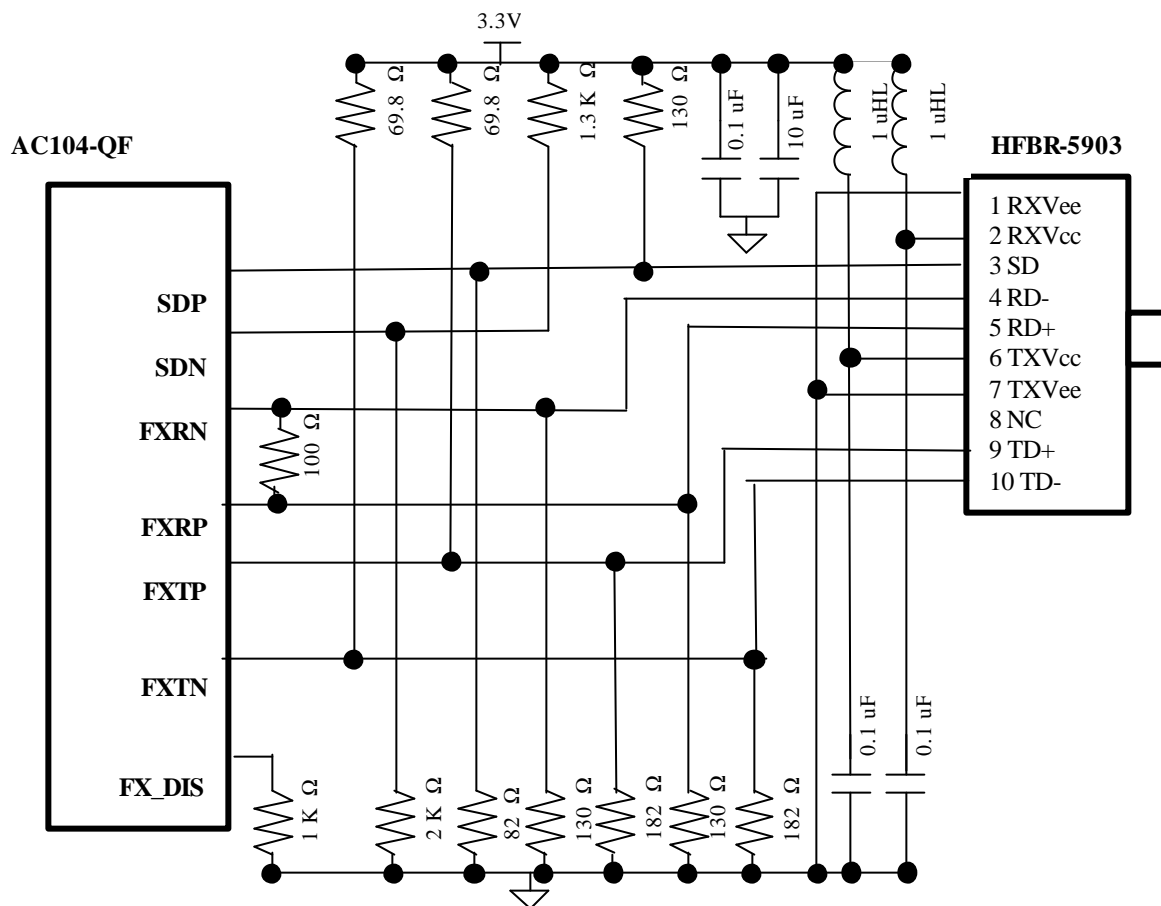 3.3V
69.8 Ω
69.8 Ω
1.3 K Ω
130 Ω
0.1 uF
10 uF
1 uHL
1 uHL
AC104-QF
HFBR-5903
1 RXVee
2 RXVcc
3 SD
4 RD-
5 RD+
6 TXVcc
7 TXVee
8 NC
9 TD+
10 TD-
SDP
SDN
FXRN
100 Ω
FXRP
FXTP
FXTN
FX_DIS
1 K Ω
2 K Ω
82 Ω
130 Ω
182 Ω
130 Ω
182 Ω
0.1 uF
0.1 uF